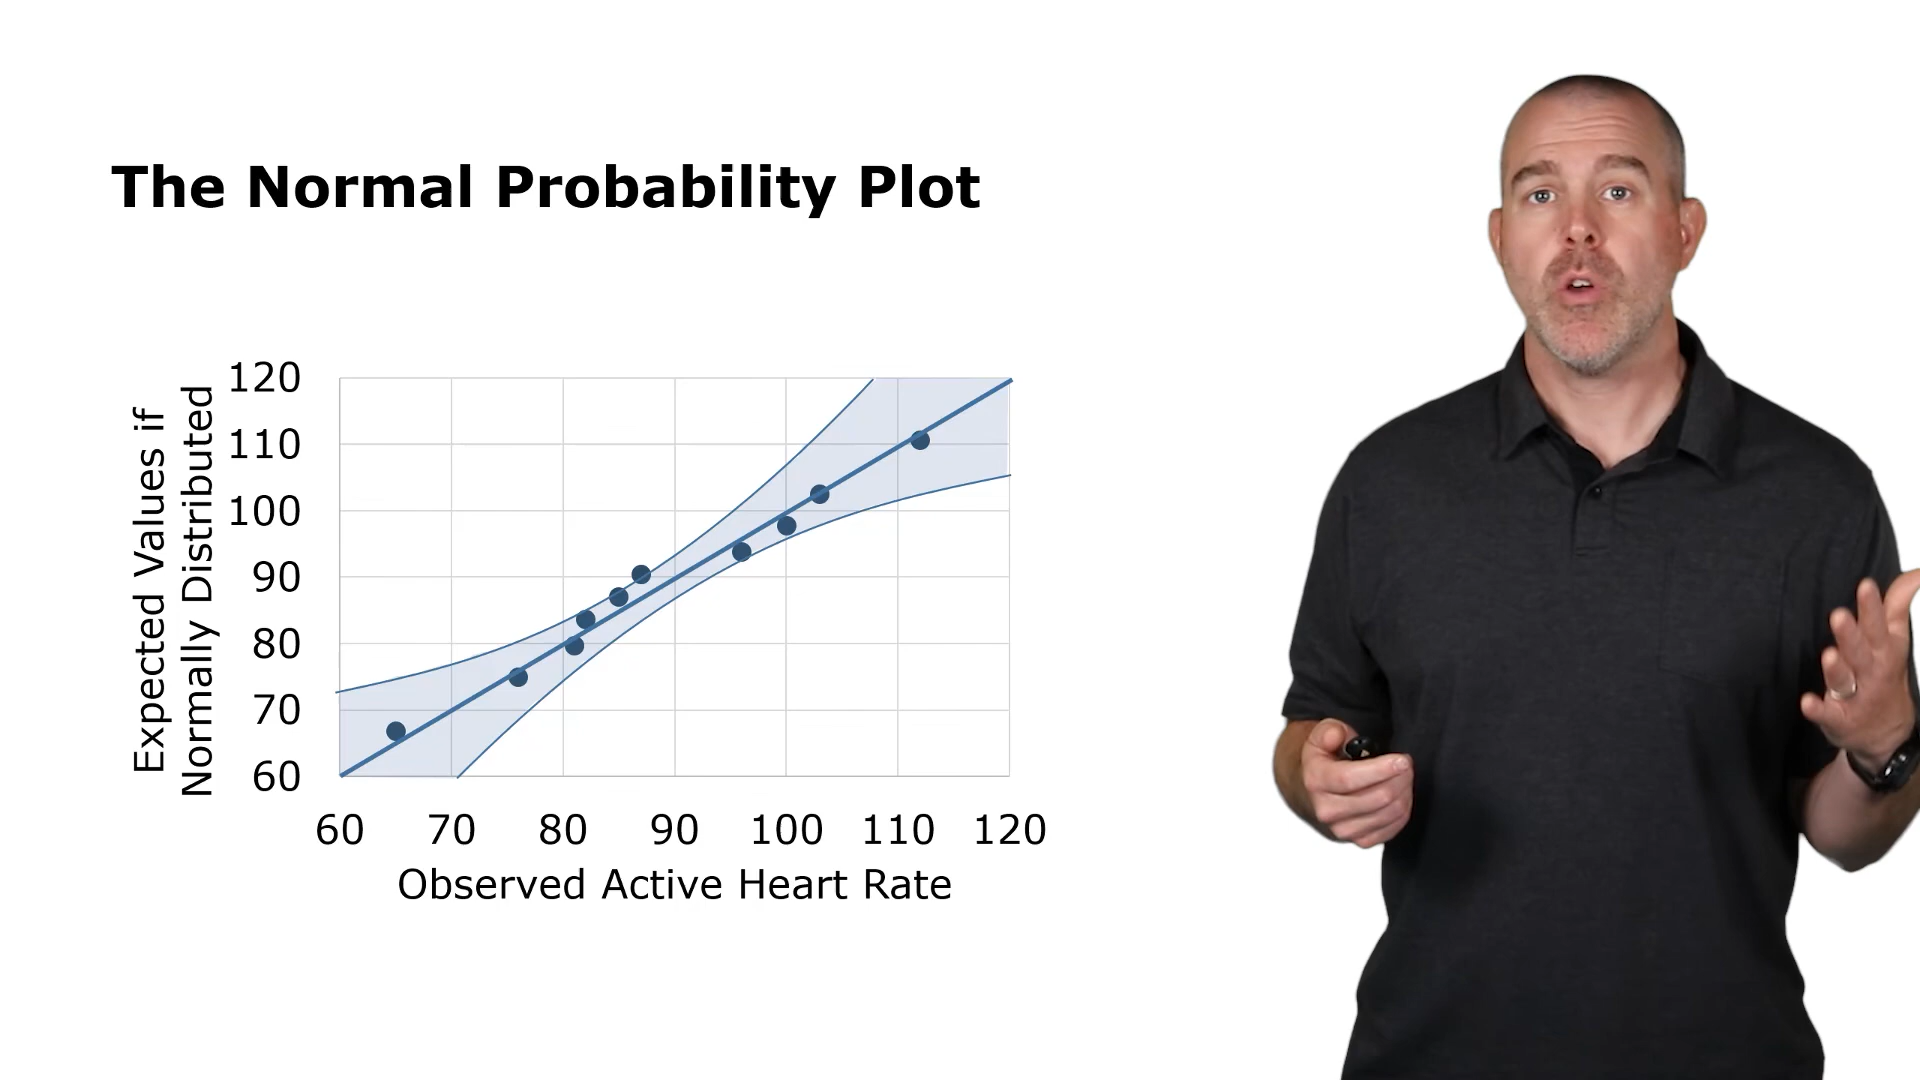 The Normal Probability Plot
Expected Values if
Normally Distributed
120
110
100
90
80
70
60
60 70 80 90 100 110 120
Observed Active Heart Rate